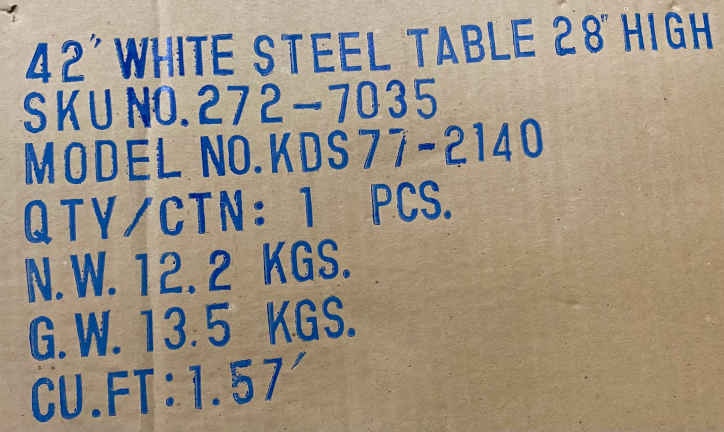 42" WHITE STEEL TABLE 28" HIGH
SKU NO. 272-7035
MODEL NO. KDS77-2140
QTY/CTN: 1 PCS.
N.W. 12.2 KGS.
G.W. 13.5 KGS.
CU.FT: 1.57'